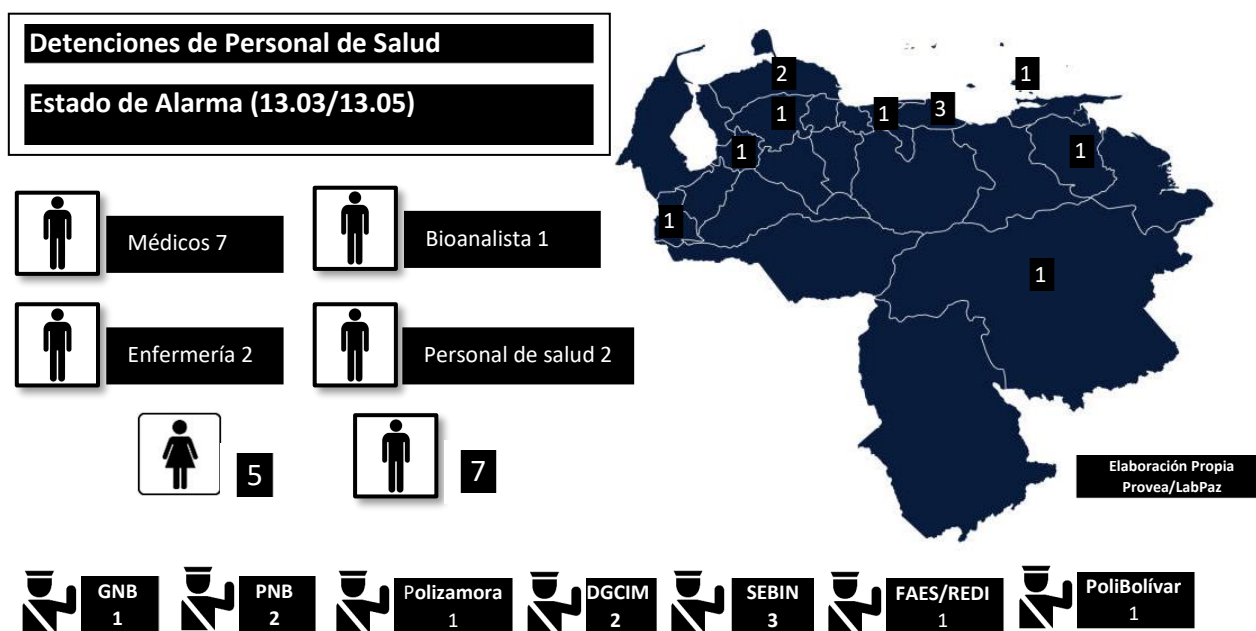 Detenciones de Personal de Salud
Estado de Alarma (13.03/13.05)
Médicos 7
Bioanalista 1
Enfermería 2
Personal de salud 2
5
7
2
1
1
1
3
1
1
1
1
Elaboración Propia
Provea/LabPaz
GNB
1
PNB
2
Polizamora
1
DGCIM
2
SEBIN
3
FAES/REDI
1
PoliBolívar
1